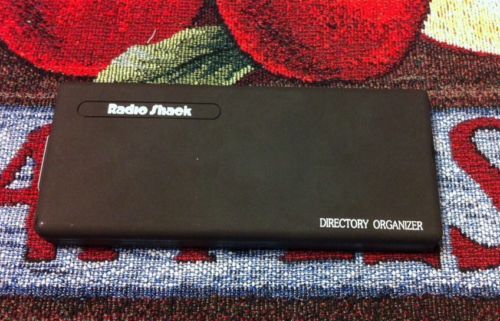 Radio Shack
DIRECTORY ORGANIZER